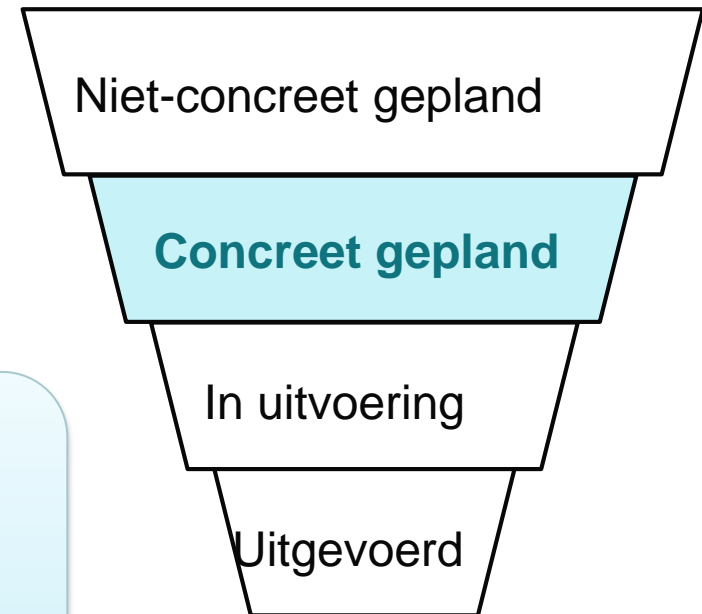 Niet-concreet gepland
Concreet gepland
In uitvoering
Uitgevoerd